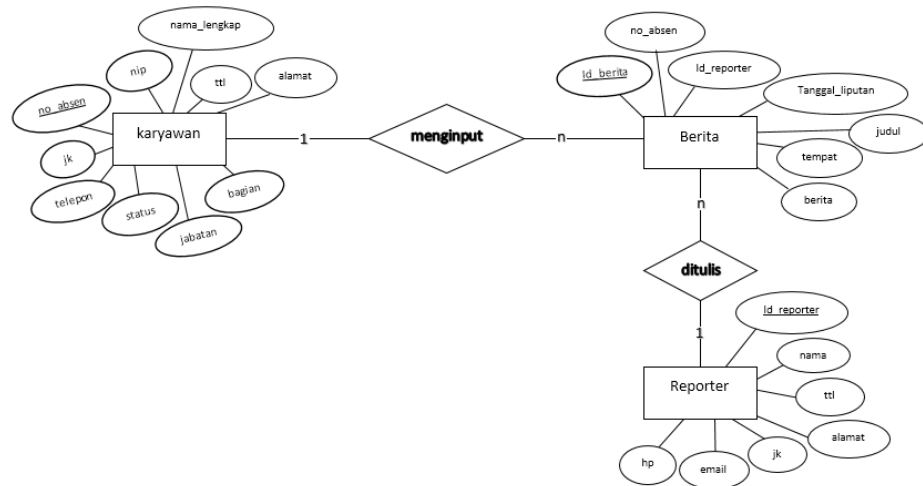 nama_lengkap
nip
ttl
alamat
no_absen
karyawan
jk
telepon
status
jabatan
bagian
1
menginput
n
no_absen
Id_berita
Id_reporter
Tanggal_liputan
judul
Berita
tempat
berita
n
ditulis
1
Id_reporter
nama
Reporter
ttl
alamat
jk
email
hp